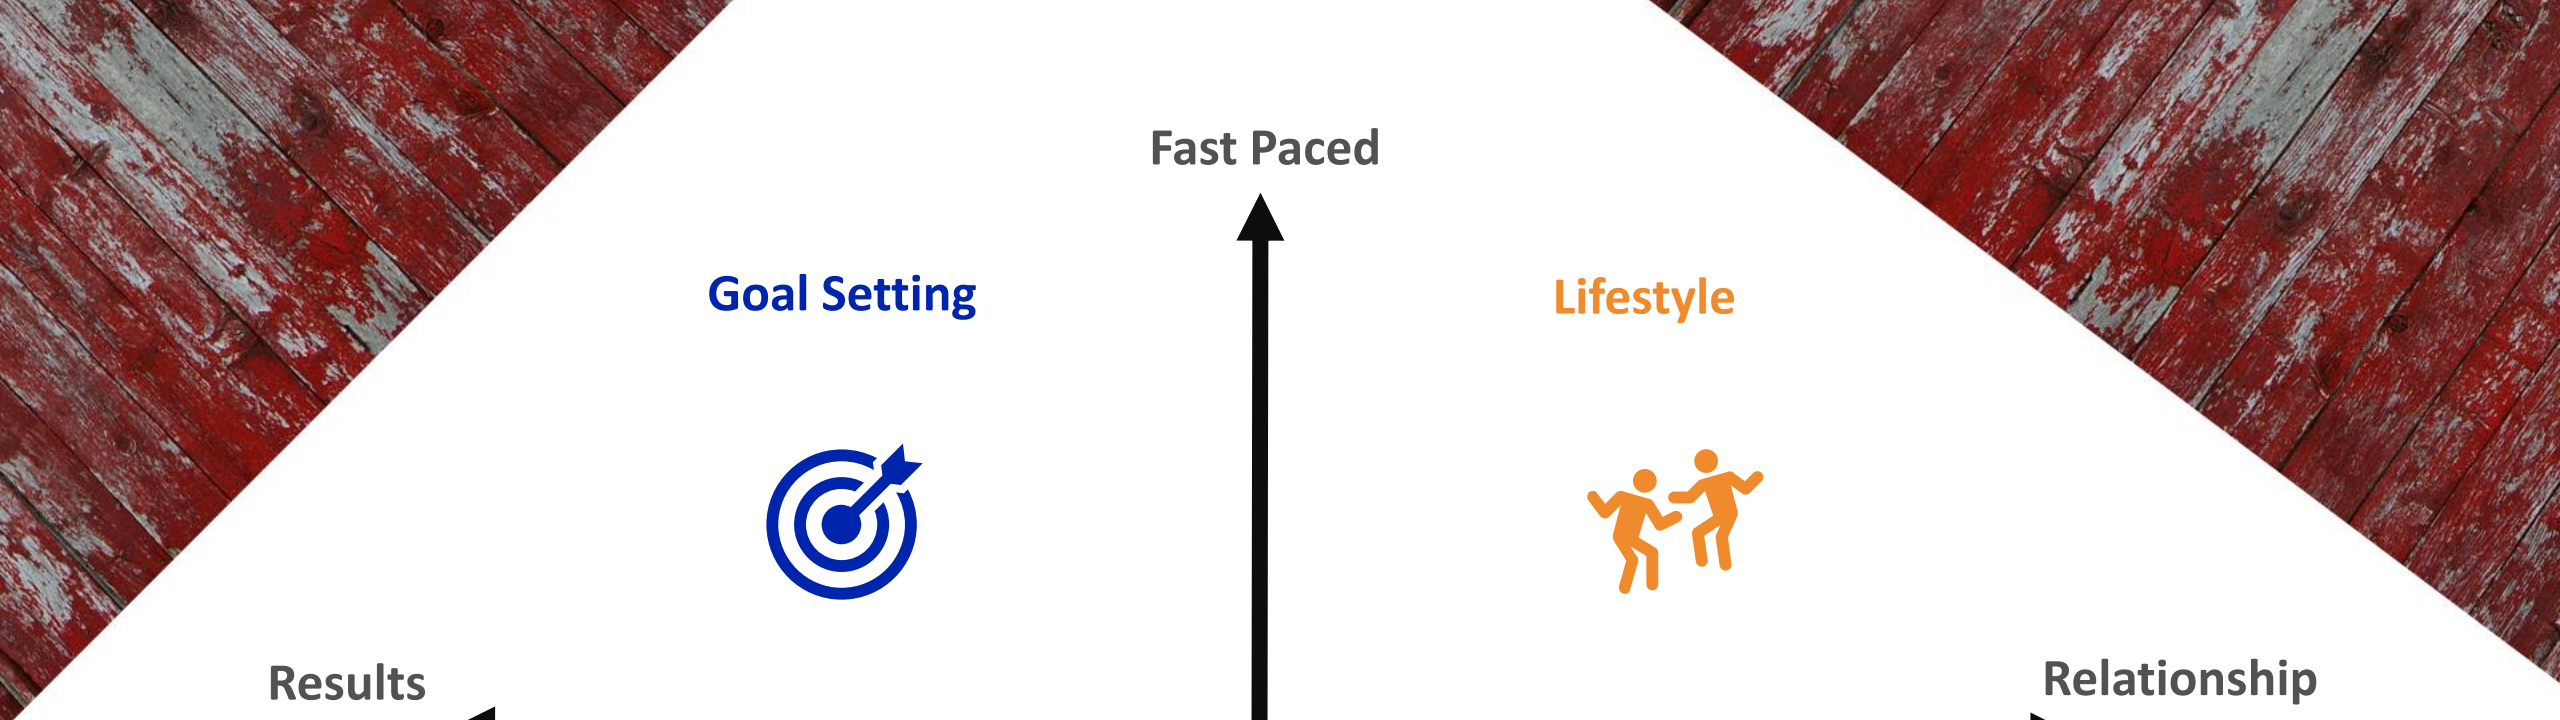 Fast Paced
Goal Setting
Lifestyle
Results
Relationship